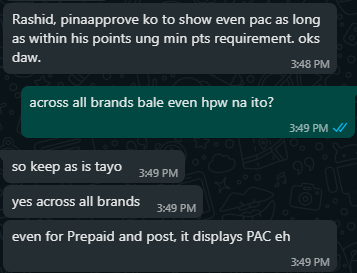 Rashid, pinaapprove ko to show even pac as long
as within his points ung min pts requirement. oks
daw.
3:48 PM
across all brands bale even hpw na ito?
3:49 PM
so keep as is tayo
3:49 PM
yes across all brands
3:49 PM
even for Prepaid and post, it displays PAC eh
3:49 PM